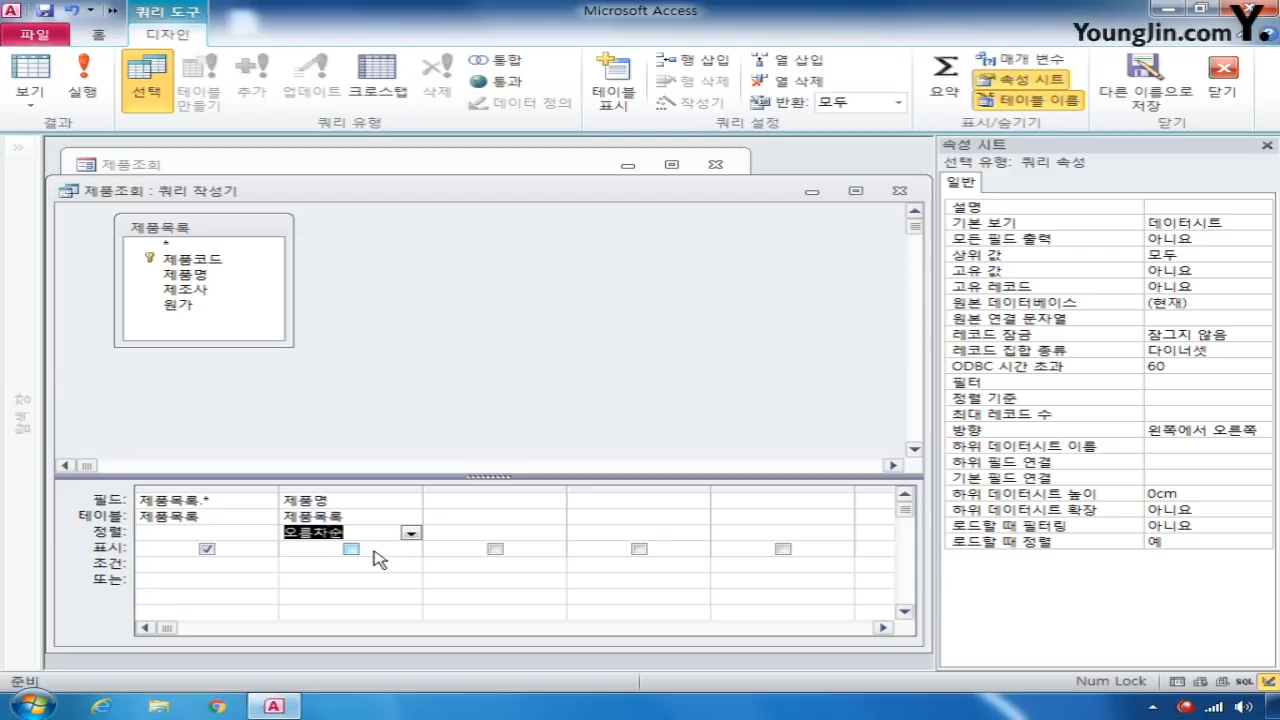 쿼리 도구
Microsoft Access
YoungJin.com Y.
파일
홈
디자인
보기
실행
결과
선택
테이블 만들기
추가
업데이트
크로스탭
삭제
통합
통과
데이터 정의
쿼리 유형
테이블 표시
행 삽입
행 삭제
작성기
열 삽입
열 삭제
반환: 모두
쿼리 설정
요약
매개 변수
속성 시트
테이블 이름
표시/숨기기
다른 이름으로 저장
닫기
닫기
탐색 창
제품조회
제품조회 : 쿼리 작성기
제품목록
*
제품코드
제품명
제조사
원가
필드: 제품목록.* 제품명
테이블: 제품목록 제품목록
정렬: 오름차순
표시:
조건:
또는:
속성 시트
선택 유형: 쿼리 속성
일반
설명
기본 보기 데이터시트
모든 필드 출력 아니요
상위 값 모두
고유 값 아니요
고유 레코드 아니요
원본 데이터베이스 (현재)
원본 연결 문자열
레코드 잠금 잠그지 않음
레코드 집합 종류 다이너셋
ODBC 시간 초과 60
필터
정렬 기준
최대 레코드 수
방향 왼쪽에서 오른쪽
하위 데이터시트 이름
하위 필드 연결
기본 필드 연결
하위 데이터시트 높이 0cm
하위 데이터시트 확장 아니요
로드할 때 필터링 아니요
로드할 때 정렬 예
준비
Num Lock
SQL